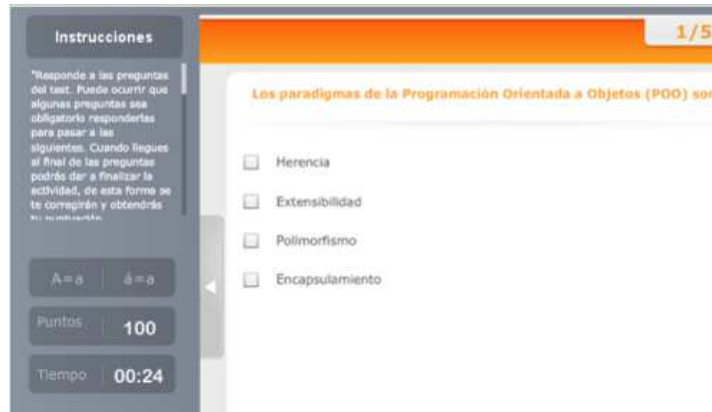 Instrucciones
"Responde a las preguntas
del test. Puede ocurrir que
algunas preguntas sea
obligatorio responderlas
para pasar a las
siguientes. Cuando llegues
al final de las preguntas
podrás dar a finalizar la
actividad, de esta forma se
te corregirán y obtendrás
tu puntuación
A=a á=a
Puntos 100
Tiempo 00:24
1/5
Los paradigmas de la Programación Orientada a Objetos (POO) son
Herencia
Extensibilidad
Polimorfismo
Encapsulamiento